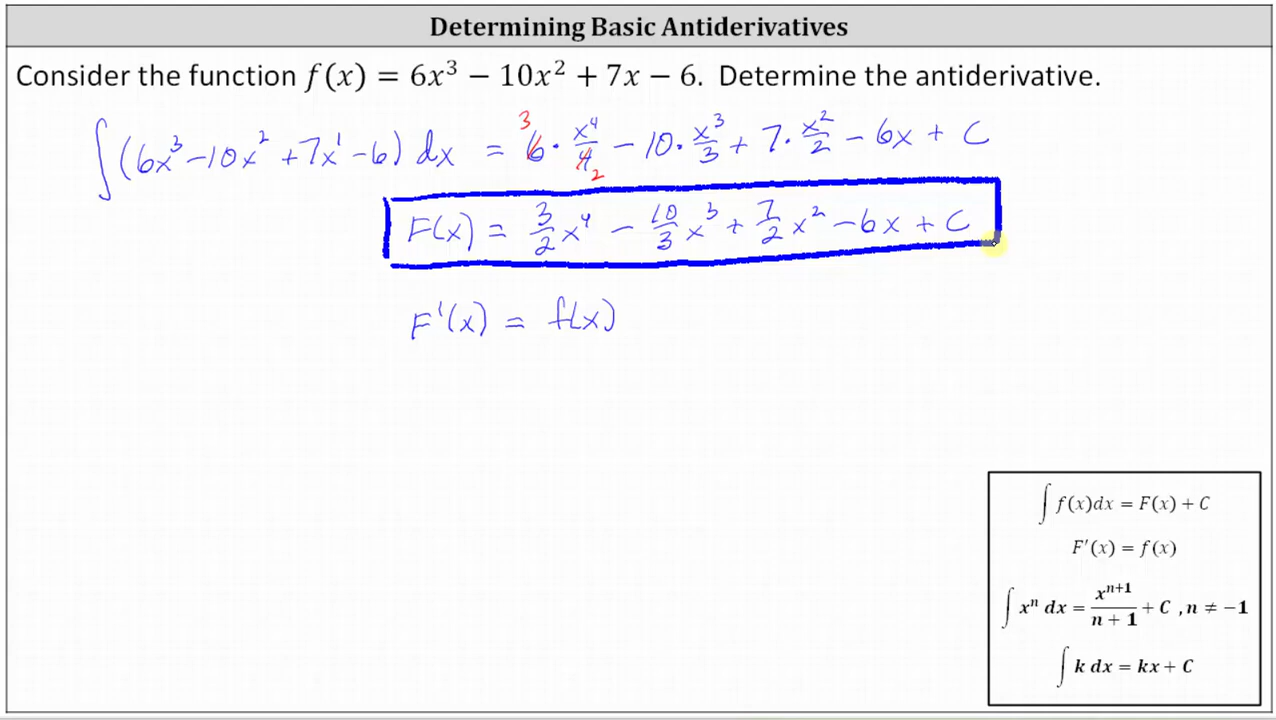 Determining Basic Antiderivatives
Consider the function f(x) = 6x³ − 10x² + 7x − 6. Determine the antiderivative.
∫(6x³ − 10x² + 7x¹ − 6) dx = 6 3 · x⁴/4 2 − 10 · x³/3 + 7 · x²/2 − 6x + C
F(x) = 3/2 x⁴ − 10/3 x³ + 7/2 x² − 6x + C
F'(x) = f(x)
∫ f(x)dx = F(x) + C
F′(x) = f(x)
∫ xⁿ dx = xⁿ⁺¹/(n + 1) + C , n ≠ −1
∫ k dx = kx + C